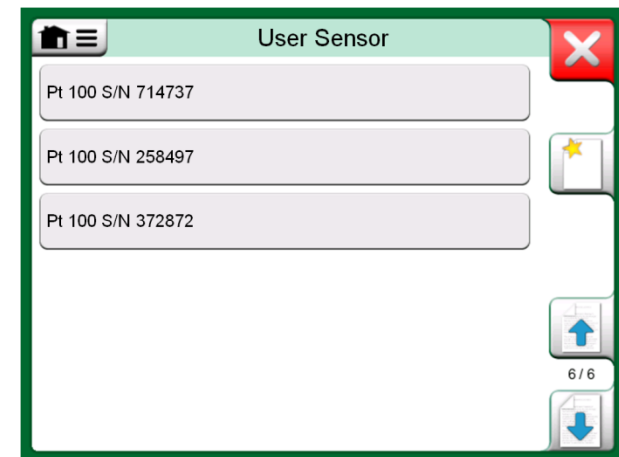 User Sensor
Pt 100 S/N 714737
Pt 100 S/N 258497
Pt 100 S/N 372872
6 / 6